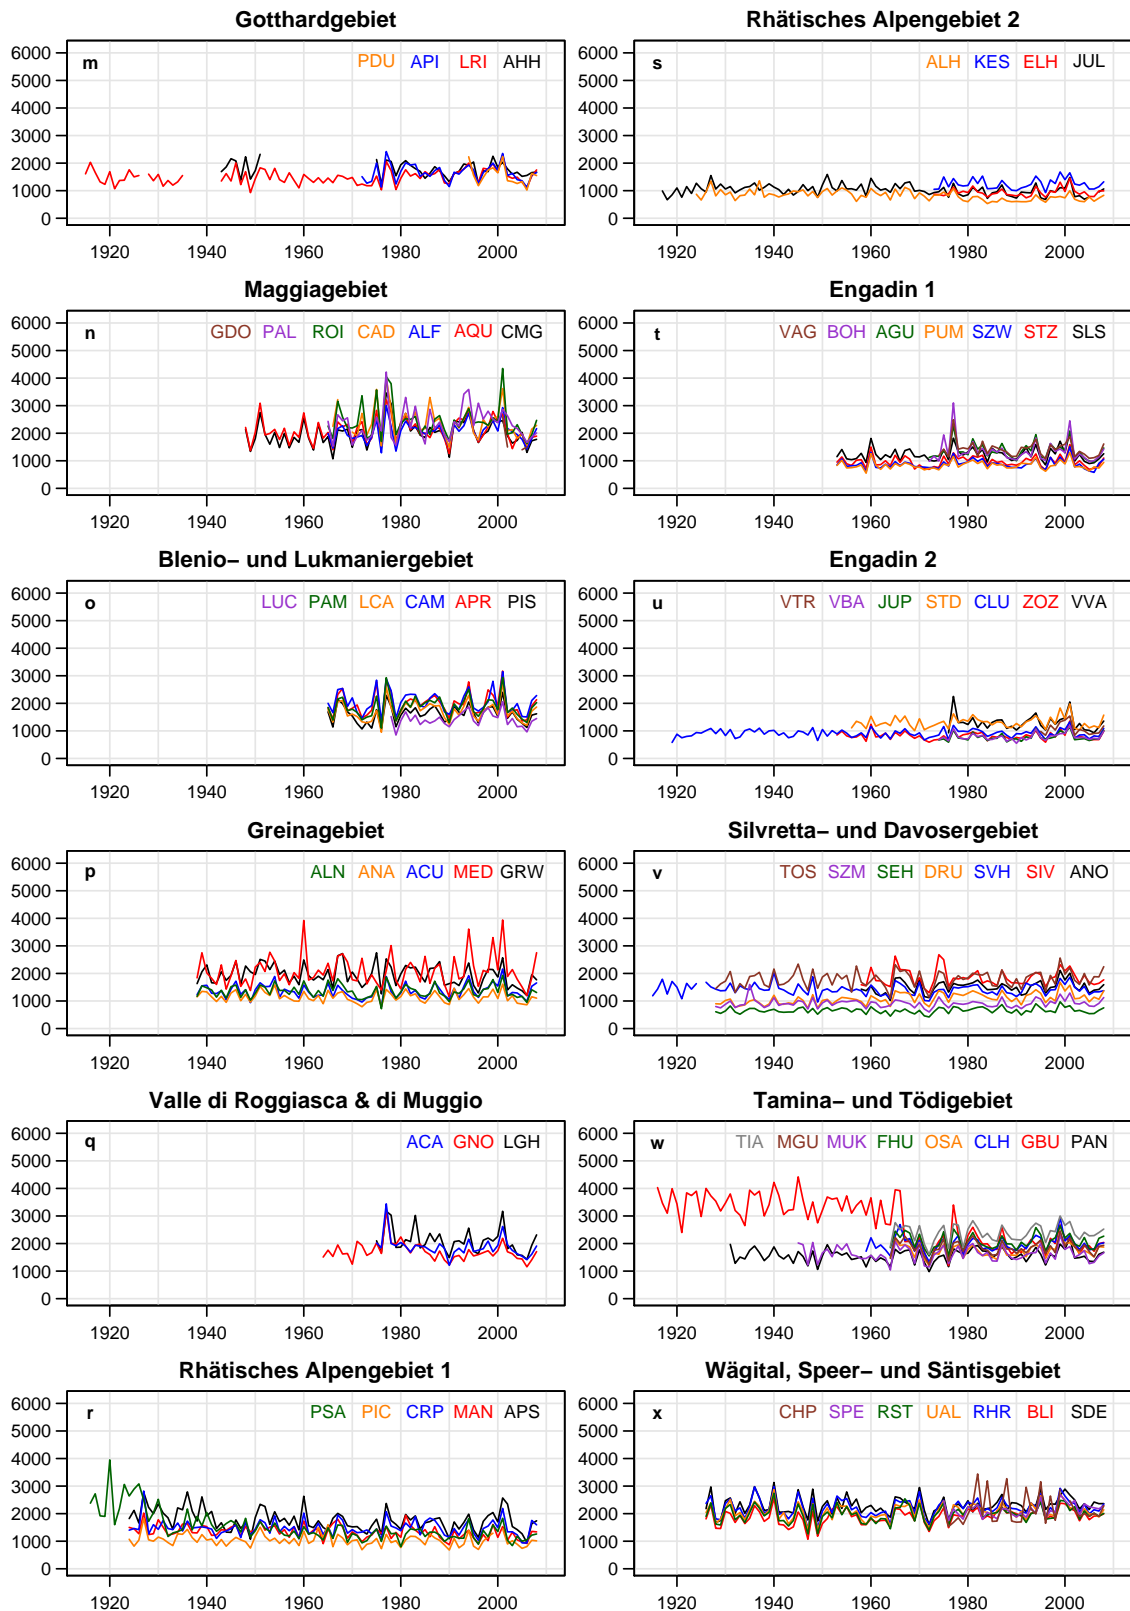 Gotthardgebiet
m PDU API LRI AHH
6000
5000
4000
3000
2000
1000
0
1920 1940 1960 1980 2000
Rhätisches Alpengebiet 2
s ALH KES ELH JUL
6000
5000
4000
3000
2000
1000
0
1920 1940 1960 1980 2000
Maggiagebiet
n GDO PAL ROI CAD ALF AQU CMG
6000
5000
4000
3000
2000
1000
0
1920 1940 1960 1980 2000
Engadin 1
t VAG BOH AGU PUM SZW STZ SLS
6000
5000
4000
3000
2000
1000
0
1920 1940 1960 1980 2000
Blenio– und Lukmaniergebiet
o LUC PAM LCA CAM APR PIS
6000
5000
4000
3000
2000
1000
0
1920 1940 1960 1980 2000
Engadin 2
u VTR VBA JUP STD CLU ZOZ VVA
6000
5000
4000
3000
2000
1000
0
1920 1940 1960 1980 2000
Greinagebiet
p ALN ANA ACU MED GRW
6000
5000
4000
3000
2000
1000
0
1920 1940 1960 1980 2000
Silvretta– und Davosergebiet
v TOS SZM SEH DRU SVH SIV ANO
6000
5000
4000
3000
2000
1000
0
1920 1940 1960 1980 2000
Valle di Roggiasca & di Muggio
q ACA GNO LGH
6000
5000
4000
3000
2000
1000
0
1920 1940 1960 1980 2000
Tamina– und Tödigebiet
w TIA MGU MUK FHU OSA CLH GBU PAN
6000
5000
4000
3000
2000
1000
0
1920 1940 1960 1980 2000
Rhätisches Alpengebiet 1
r PSA PIC CRP MAN APS
6000
5000
4000
3000
2000
1000
0
1920 1940 1960 1980 2000
Wägital, Speer– und Säntisgebiet
x CHP SPE RST UAL RHR BLI SDE
6000
5000
4000
3000
2000
1000
0
1920 1940 1960 1980 2000